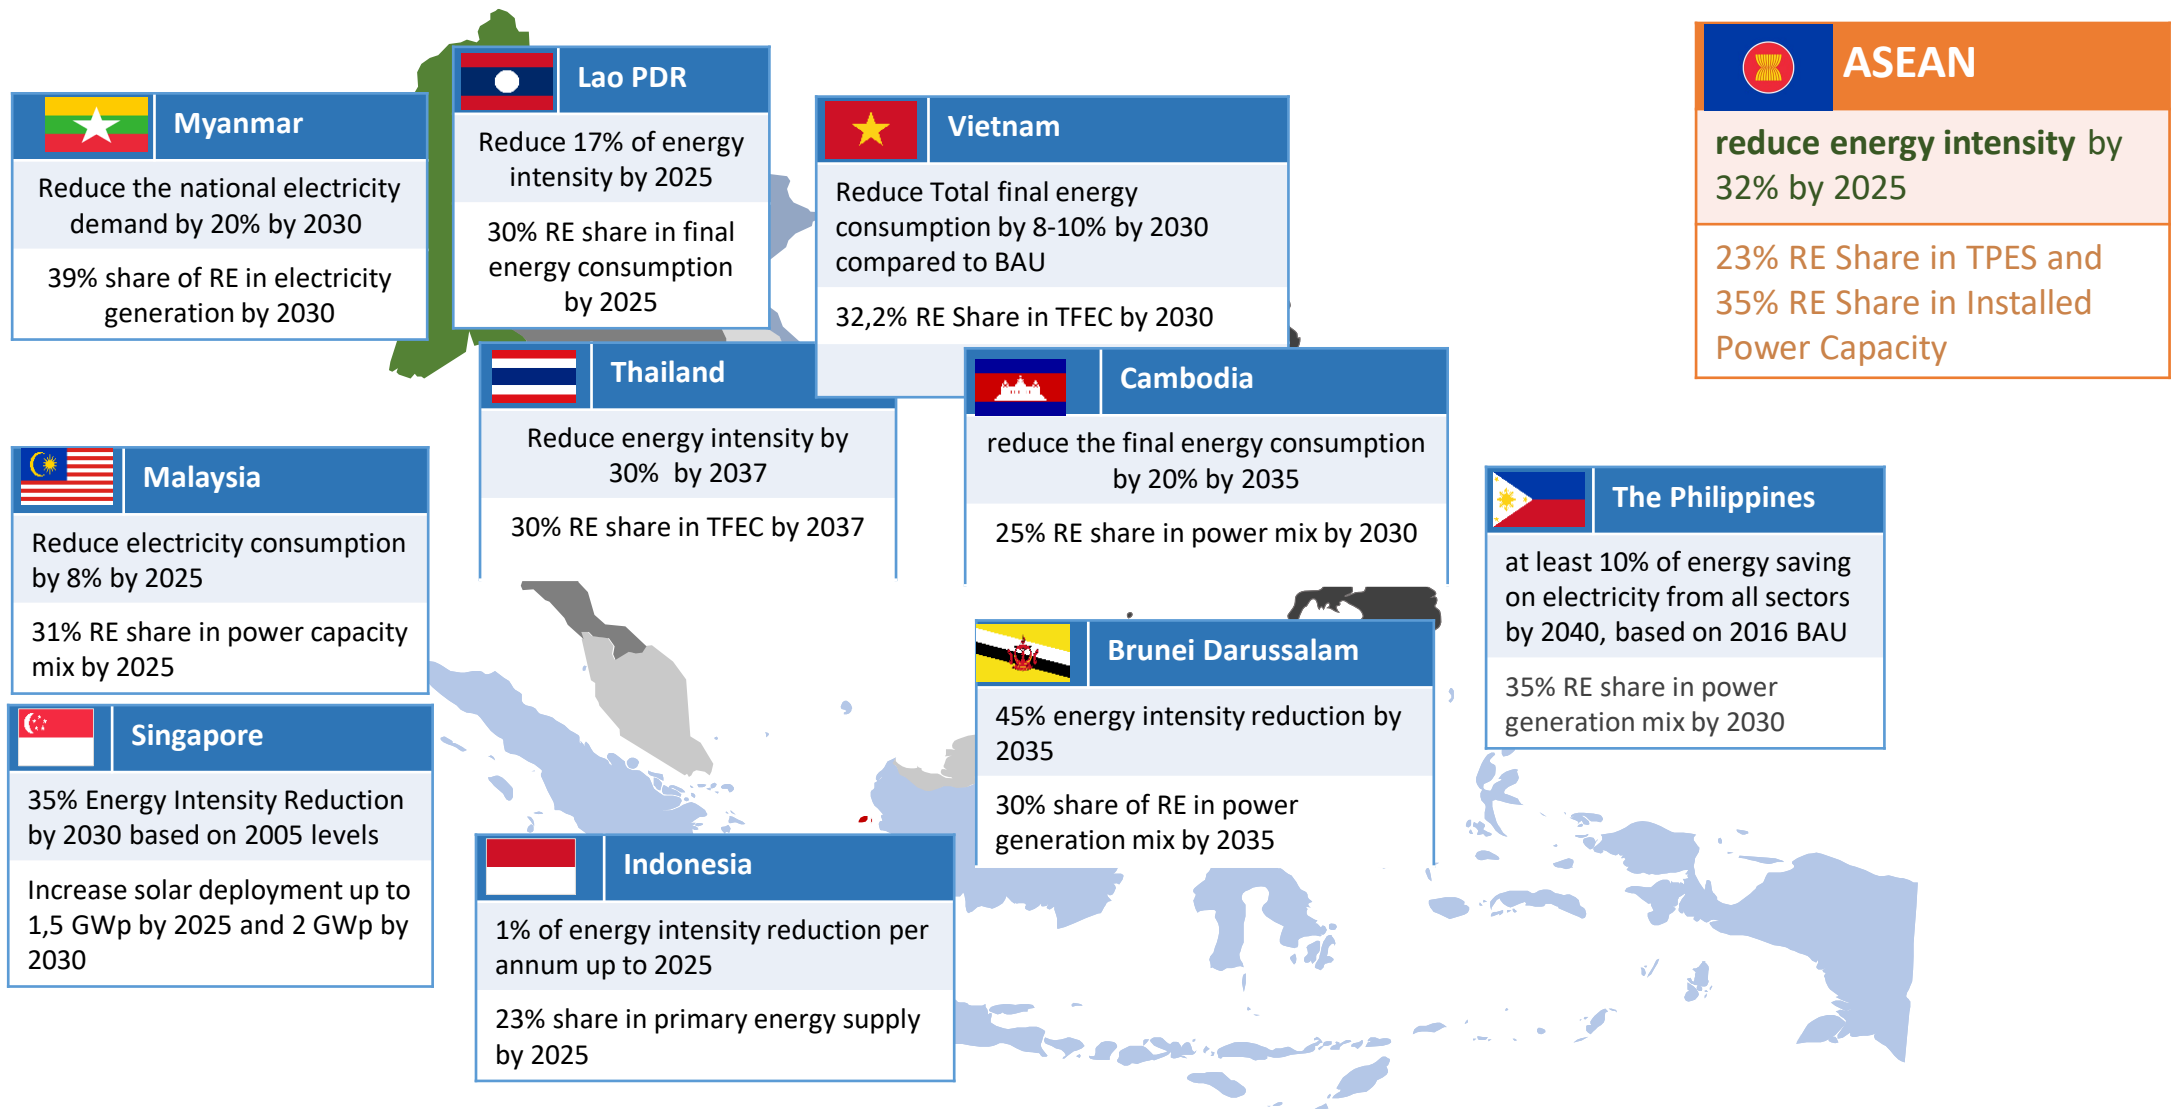 Myanmar
Reduce the national electricity
demand by 20% by 2030
39% share of RE in electricity
generation by 2030
Lao PDR
Reduce 17% of energy
intensity by 2025
30% RE share in final
energy consumption
by 2025
Vietnam
Reduce Total final energy
consumption by 8-10% by 2030
compared to BAU
32,2% RE Share in TFEC by 2030
ASEAN
reduce energy intensity by
32% by 2025
23% RE Share in TPES and
35% RE Share in Installed
Power Capacity
Thailand
Reduce energy intensity by
30% by 2037
30% RE share in TFEC by 2037
Cambodia
reduce the final energy consumption
by 20% by 2035
25% RE share in power mix by 2030
Malaysia
Reduce electricity consumption
by 8% by 2025
31% RE share in power capacity
mix by 2025
The Philippines
at least 10% of energy saving
on electricity from all sectors
by 2040, based on 2016 BAU
35% RE share in power
generation mix by 2030
Brunei Darussalam
45% energy intensity reduction by
2035
30% share of RE in power
generation mix by 2035
Singapore
35% Energy Intensity Reduction
by 2030 based on 2005 levels
Increase solar deployment up to
1,5 GWp by 2025 and 2 GWp by
2030
Indonesia
1% of energy intensity reduction per
annum up to 2025
23% share in primary energy supply
by 2025